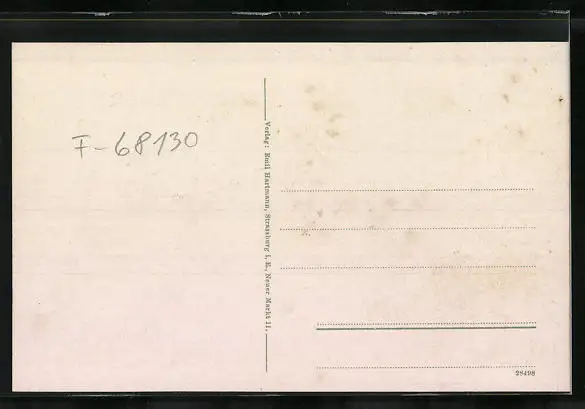 F-68130
Verlag: Emil Hartmann, Strassburg i. E., Neuer Markt 11.
28498